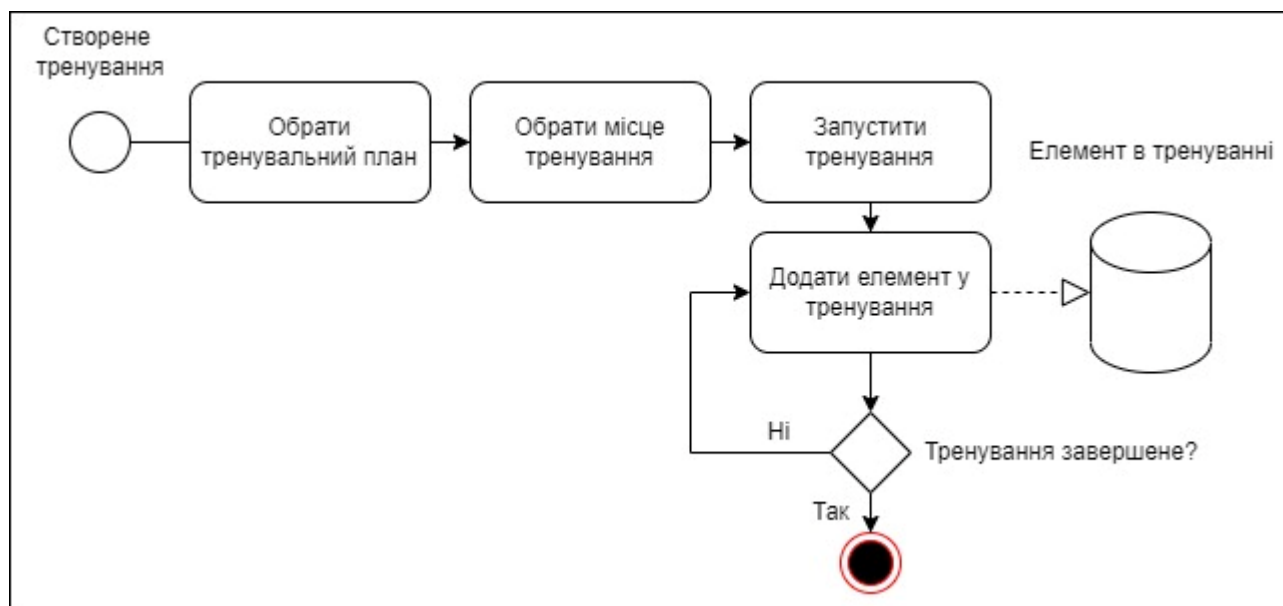 Створене
тренування
Обрати
тренувальний план
Обрати місце
тренування
Запустити
тренування
Елемент в тренуванні
Додати елемент у
тренування
Ні
Тренування завершене?
Так